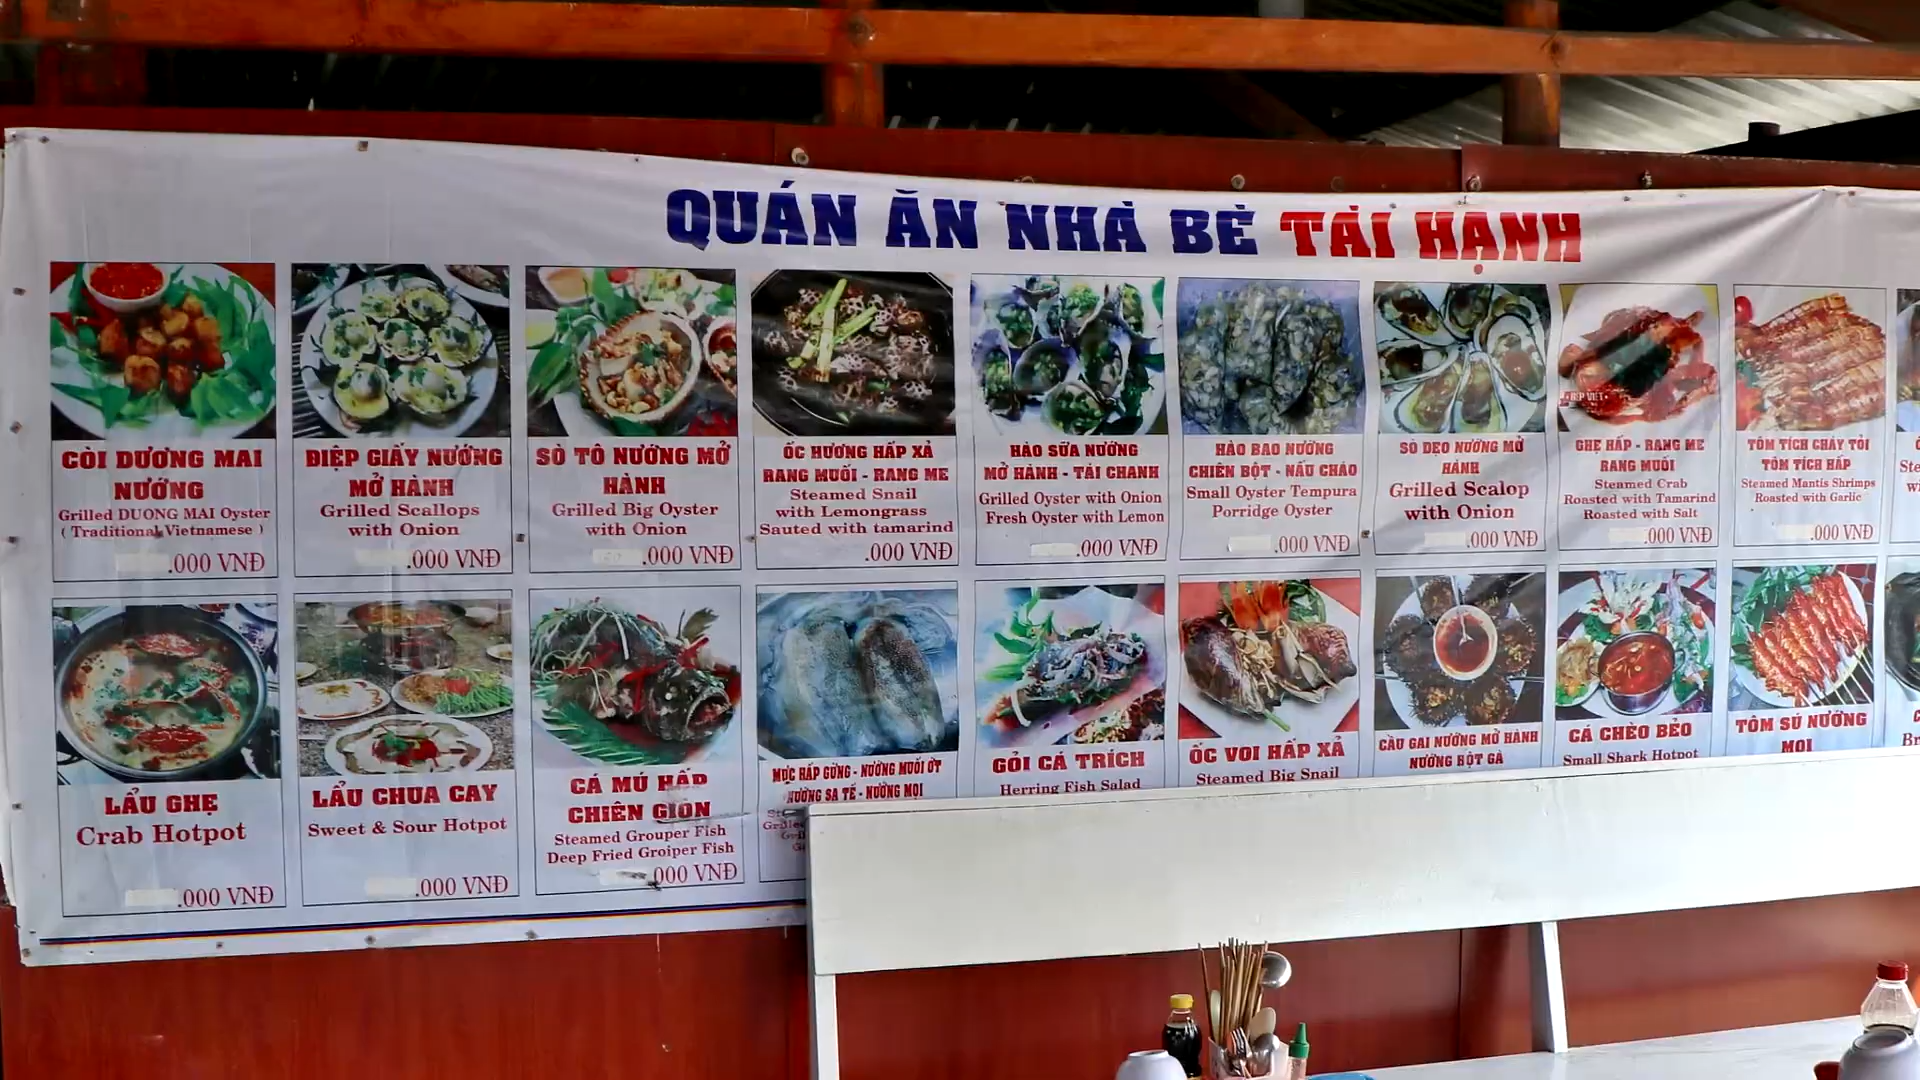 QUÁN ĂN NHÀ BÈ TÀI HẠNH
CÒI DƯƠNG MAI
NƯỚNG
Grilled DUONG MAI Oyster
( Traditional Vietnamese )
.000 VNĐ
ĐIỆP GIẤY NƯỚNG
MỞ HÀNH
Grilled Scallops
with Onion
.000 VNĐ
SÒ TÔ NƯỚNG MỞ
HÀNH
Grilled Big Oyster
with Onion
.000 VNĐ
ỐC HƯƠNG HẤP XẢ
RANG MUỐI - RANG ME
Steamed Snail
with Lemongrass
Sauted with tamarind
.000 VNĐ
HÀO SỮA NƯỚNG
MỞ HÀNH - TÁI CHANH
Grilled Oyster with Onion
Fresh Oyster with Lemon
.000 VNĐ
HÀO BAO NƯỚNG
CHIÊN BỘT - NẤU CHÁO
Small Oyster Tempura
Porridge Oyster
.000 VNĐ
SÒ DẸO NƯỚNG MỞ
HÀNH
Grilled Scalop
with Onion
.000 VNĐ
BẾP VIỆT
GHẸ HẤP - RANG ME
RANG MUỐI
Steamed Crab
Roasted with Tamarind
Roasted with Salt
.000 VNĐ
TÔM TÍCH CHÁY TỎI
TÔM TÍCH HẤP
Steamed Mantis Shrimps
Roasted with Garlic
.000 VNĐ
LẨU GHẸ
Crab Hotpot
.000 VNĐ
LẨU CHUA CAY
Sweet & Sour Hotpot
.000 VNĐ
CÁ MÚ HẤP
CHIÊN GIÒN
Steamed Grouper Fish
Deep Fried Groiper Fish
.000 VNĐ
MỰC HẤP GỪNG - NƯỚNG MUỐI ỚT
NƯỚNG SA TẾ - NƯỚNG MỌI
GỎI CÁ TRÍCH
Herring Fish Salad
ỐC VOI HẤP XẢ
Steamed Big Snail
CẦU GAI NƯỚNG MỞ HÀNH
NƯỚNG BỘT GÀ
CÁ CHÈO BẺO
Small Shark Hotpot
TÔM SÚ NƯỚNG
MỌI